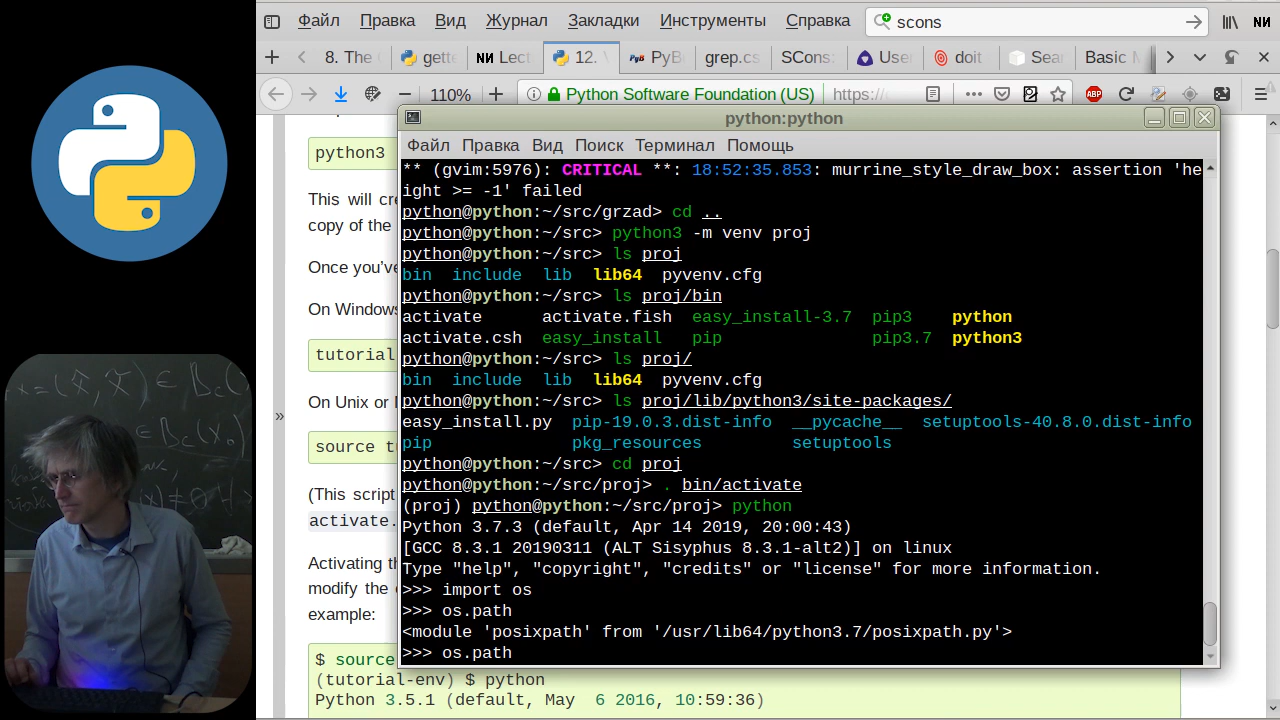 Файл Правка Вид Журнал Закладки Инструменты Справка scons
8. The gette Lect 12. PyB grep.cs SCons: Use doit Sear Basic M
110% Python Software Foundation (US) https://
python:python
python3
Файл Правка Вид Поиск Терминал Помощь
** (gvim:5976): CRITICAL **: 18:52:35.853: murrine_style_draw_box: assertion 'he
ight >= -1' failed
python@python:~/src/grzad> cd ..
python@python:~/src> python3 -m venv proj
python@python:~/src> ls proj
bin include lib lib64 pyvenv.cfg
python@python:~/src> ls proj/bin
activate activate.fish easy_install-3.7 pip3 python
activate.csh easy_install pip pip3.7 python3
python@python:~/src> ls proj/
bin include lib lib64 pyvenv.cfg
python@python:~/src> ls proj/lib/python3/site-packages/
easy_install.py pip-19.0.3.dist-info __pycache__ setuptools-40.8.0.dist-info
pip pkg_resources setuptools
python@python:~/src> cd proj
python@python:~/src/proj> . bin/activate
(proj) python@python:~/src/proj> python
Python 3.7.3 (default, Apr 14 2019, 20:00:43)
[GCC 8.3.1 20190311 (ALT Sisyphus 8.3.1-alt2)] on linux
Type "help", "copyright", "credits" or "license" for more information.
>>> import os
>>> os.path
<module 'posixpath' from '/usr/lib64/python3.7/posixpath.py'>
>>> os.path
This will cre
copy of the
Once you've
On Windows
tutorial
On Unix or
source t
(This script
activate.
Activating th
modify the
example:
$ source
(tutorial-env) $ python
Python 3.5.1 (default, May 6 2016, 10:59:36)